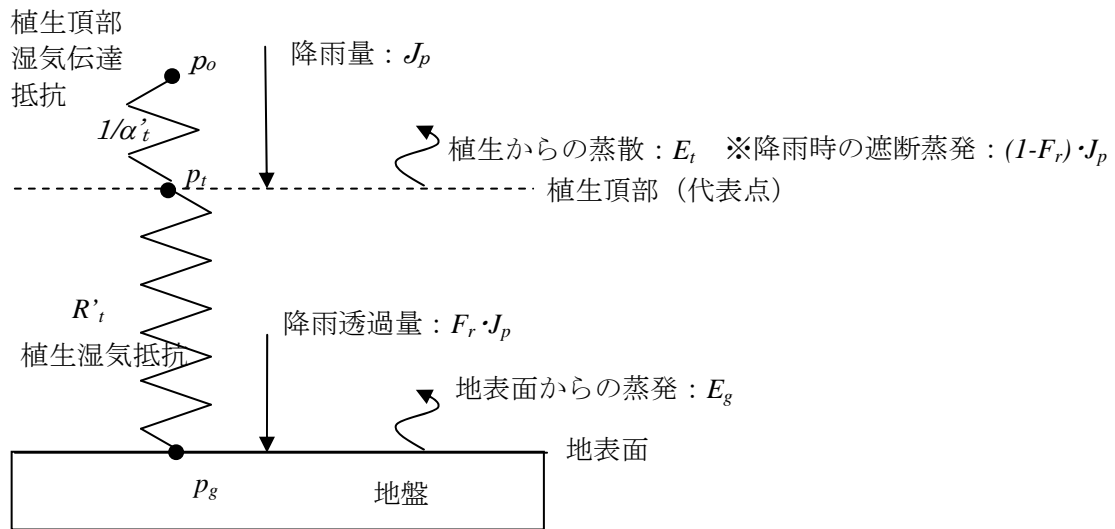 植生頂部
湿気伝達
抵抗
po
降雨量：Jp
1/α’t
植生からの蒸散：Et　※降雨時の遮断蒸発：(1-Fr)・Jp
pt
植生頂部（代表点）
R’t
降雨透過量：Fr・Jp
植生湿気抵抗
地表面からの蒸発：Eg
地表面
pg
地盤